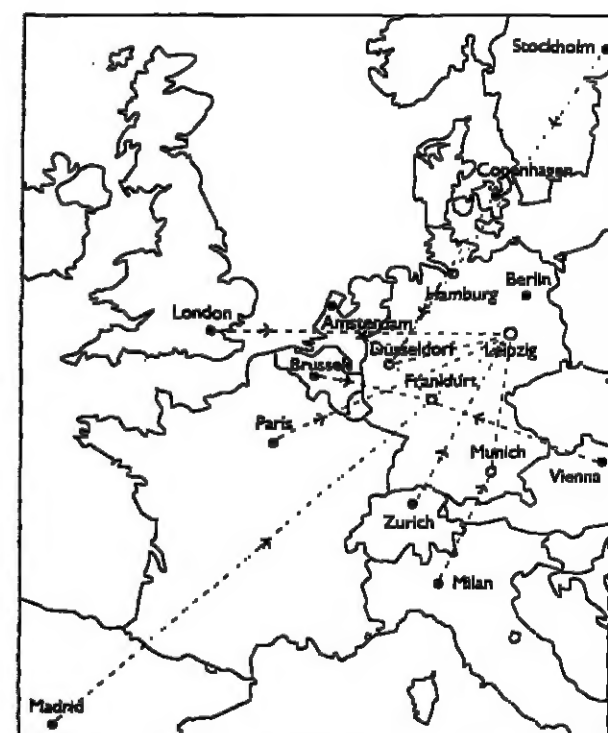 Stockholm
Copenhagen
Hamburg
Berlin
London
Amsterdam
Düsseldorf
Leipzig
Brussels
Frankfurt
Paris
Munich
Vienna
Zurich
Milan
Madrid